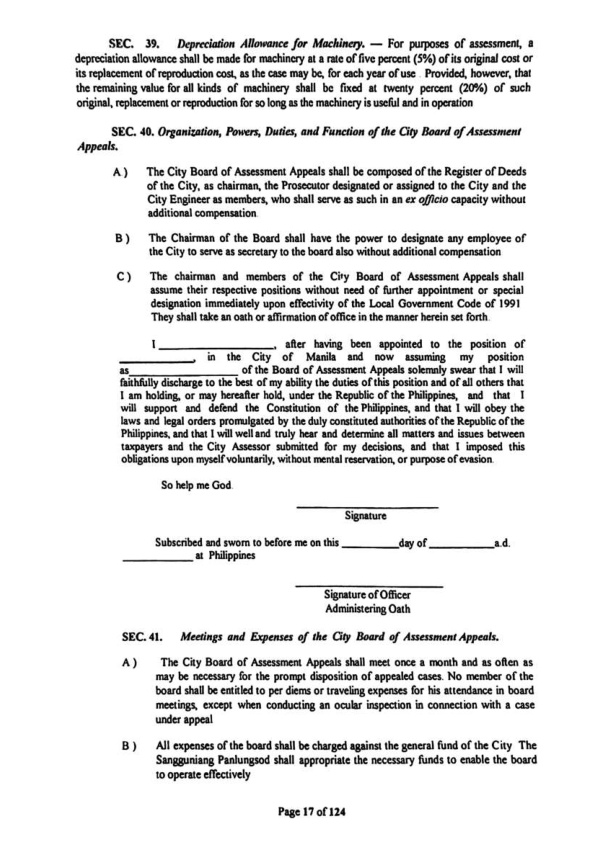 SEC. 39. Depreciation Allowance for Machinery. — For purposes of assessment, a
depreciation allowance shall be made for machinery at a rate of five percent (5%) of its original cost or
its replacement of reproduction cost, as the case may be, for each year of use . Provided, however, that
the remaining value for all kinds of machinery shall be fixed at twenty percent (20%) of such
original, replacement or reproduction for so long as the machinery is useful and in operation
SEC. 40. Organization, Powers, Duties, and Function of the City Board of Assessment
Appeals.
A ) The City Board of Assessment Appeals shall be composed of the Register of Deeds
of the City, as chairman, the Prosecutor designated or assigned to the City and the
City Engineer as members, who shall serve as such in an ex officio capacity without
additional compensation.
B ) The Chairman of the Board shall have the power to designate any employee of
the City to serve as secretary to the board also without additional compensation
C ) The chairman and members of the City Board of Assessment Appeals shall
assume their respective positions without need of further appointment or special
designation immediately upon effectivity of the Local Government Code of 1991
They shall take an oath or affirmation of office in the manner herein set forth.
I ____________________, after having been appointed to the position of
_____________, in the City of Manila and now assuming my position
as___________________ of the Board of Assessment Appeals solemnly swear that I will
faithfully discharge to the best of my ability the duties of this position and of all others that
I am holding, or may hereafter hold, under the Republic of the Philippines, and that I
will support and defend the Constitution of the Philippines, and that I will obey the
laws and legal orders promulgated by the duly constituted authorities of the Republic of the
Philippines, and that I will well and truly hear and determine all matters and issues between
taxpayers and the City Assessor submitted for my decisions, and that I imposed this
obligations upon myself voluntarily, without mental reservation, or purpose of evasion.
So help me God.
Signature
Subscribed and sworn to before me on this __________day of ___________a.d.
____________ at Philippines
Signature of Officer
Administering Oath
SEC. 41. Meetings and Expenses of the City Board of Assessment Appeals.
A ) The City Board of Assessment Appeals shall meet once a month and as often as
may be necessary for the prompt disposition of appealed cases. No member of the
board shall be entitled to per diems or traveling expenses for his attendance in board
meetings, except when conducting an ocular inspection in connection with a case
under appeal
B ) All expenses of the board shall be charged against the general fund of the City The
Sangguniang Panlungsod shall appropriate the necessary funds to enable the board
to operate effectively
Page 17 of 124